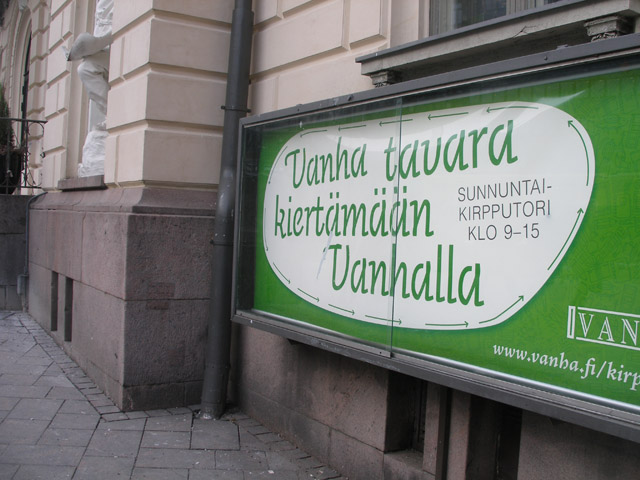 Vanha tavara
kiertämään
Vanhalla
SUNNUNTAI-
KIRPPUTORI
KLO 9–15
VAN
www.vanha.fi/kirp